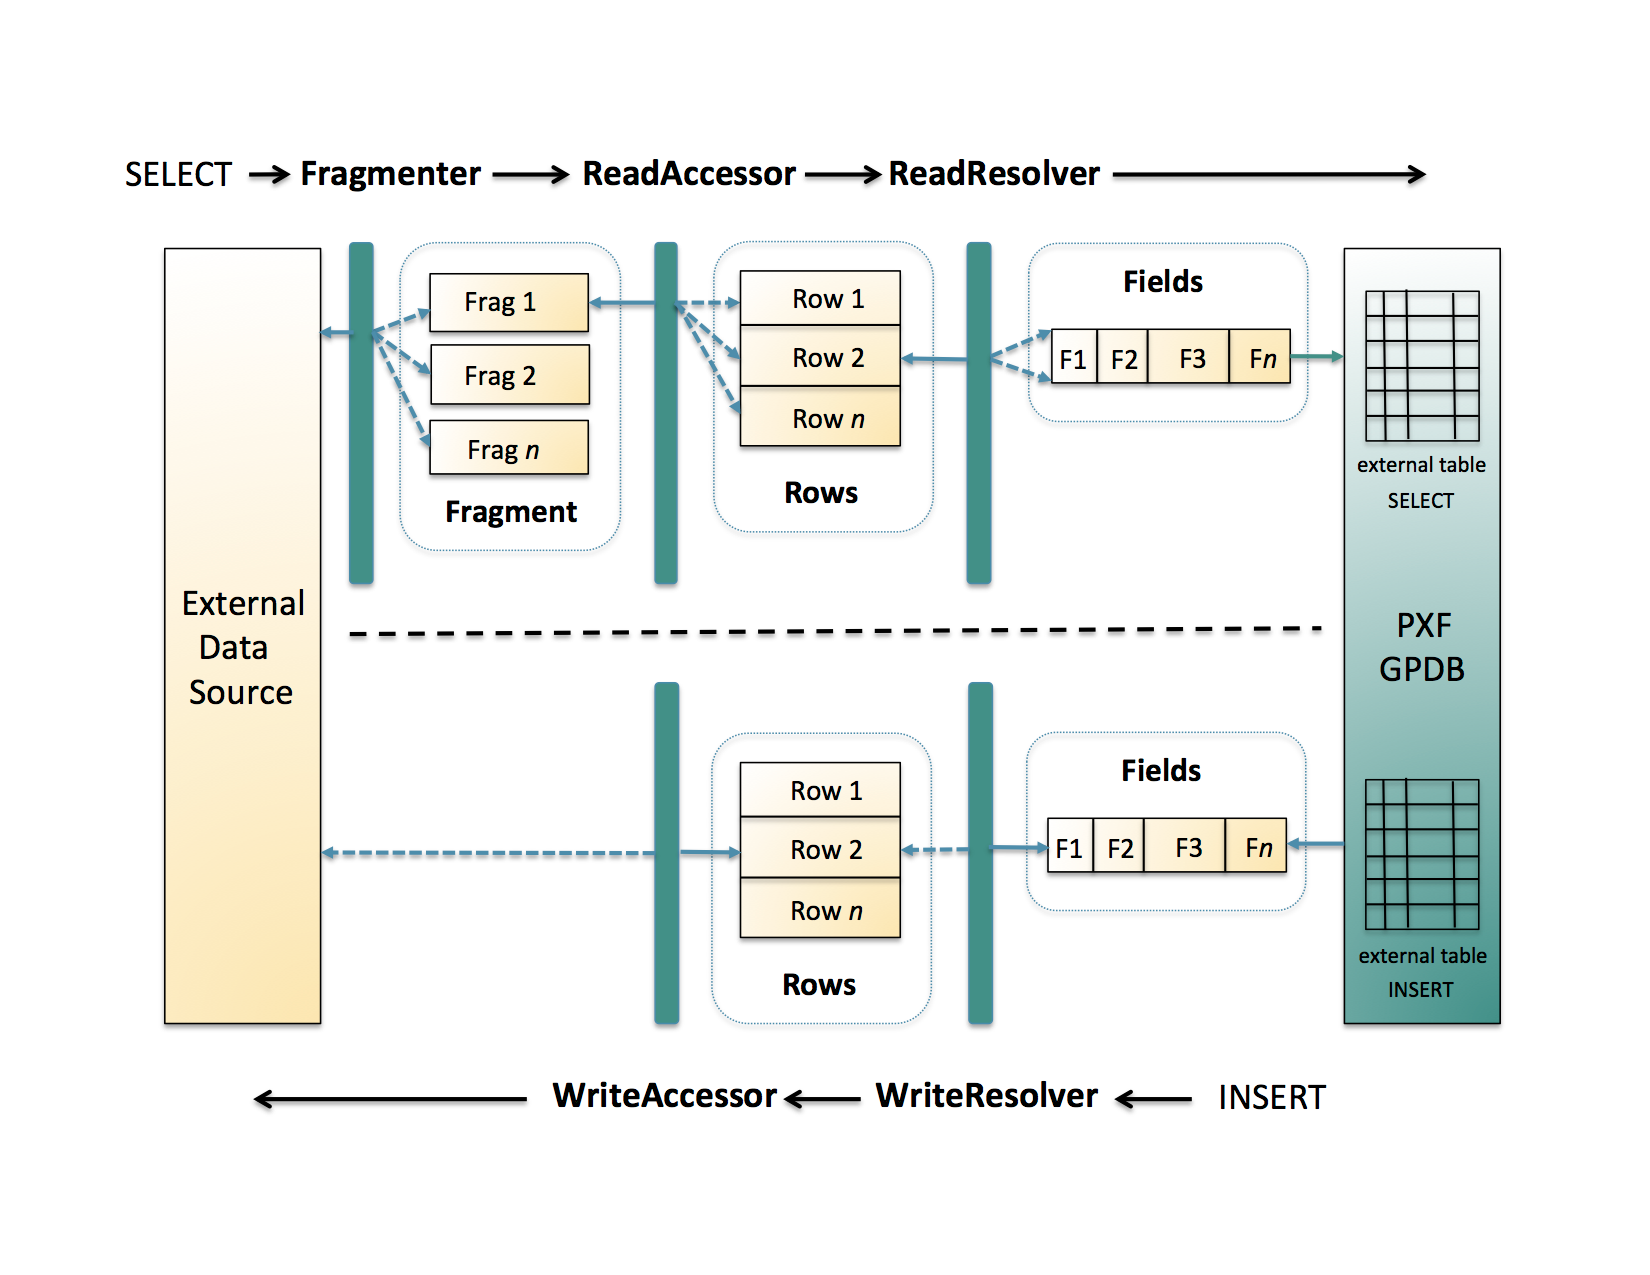 SELECT Fragmenter ReadAccessor ReadResolver
Frag 1
Frag 2
Frag n
Fragment
Row 1
Row 2
Row n
Rows
Fields
F1 F2 F3 Fn
external table
SELECT
External
Data
Source
PXF
GPDB
Row 1
Row 2
Row n
Rows
Fields
F1 F2 F3 Fn
external table
INSERT
WriteAccessor WriteResolver INSERT